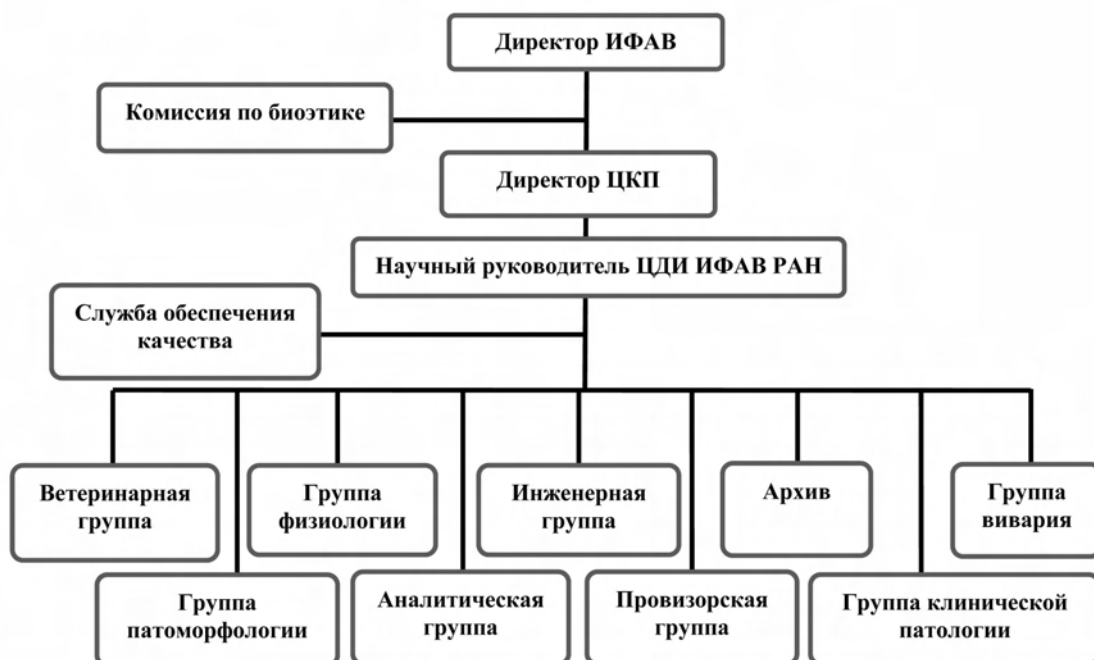 Директор ИФАВ
Комиссия по биоэтике
Директор ЦКП
Научный руководитель ЦДИ ИФАВ РАН
Служба обеспечения
качества
Ветеринарная
группа
Группа
физиологии
Инженерная
группа
Архив
Группа
вивария
Группа
патоморфологии
Аналитическая
группа
Провизорская
группа
Группа клинической
патологии